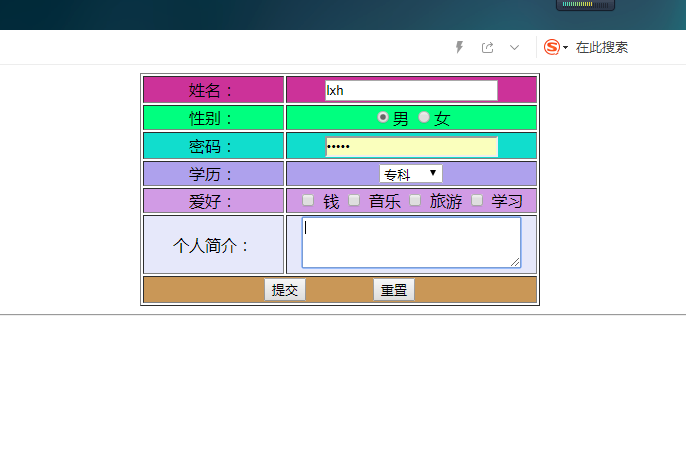 在此搜索
姓名： lxh
性别： 男 女
密码： •••••
学历： 专科
爱好： 钱 音乐 旅游 学习
个人简介：
提交 重置